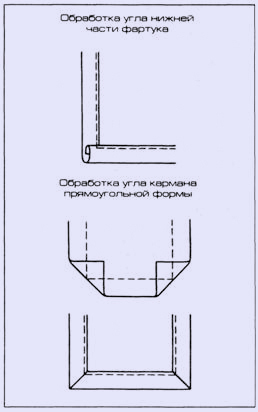 Обработка угла нижней
части фартука
Обработка угла кармана
прямоугольной формы